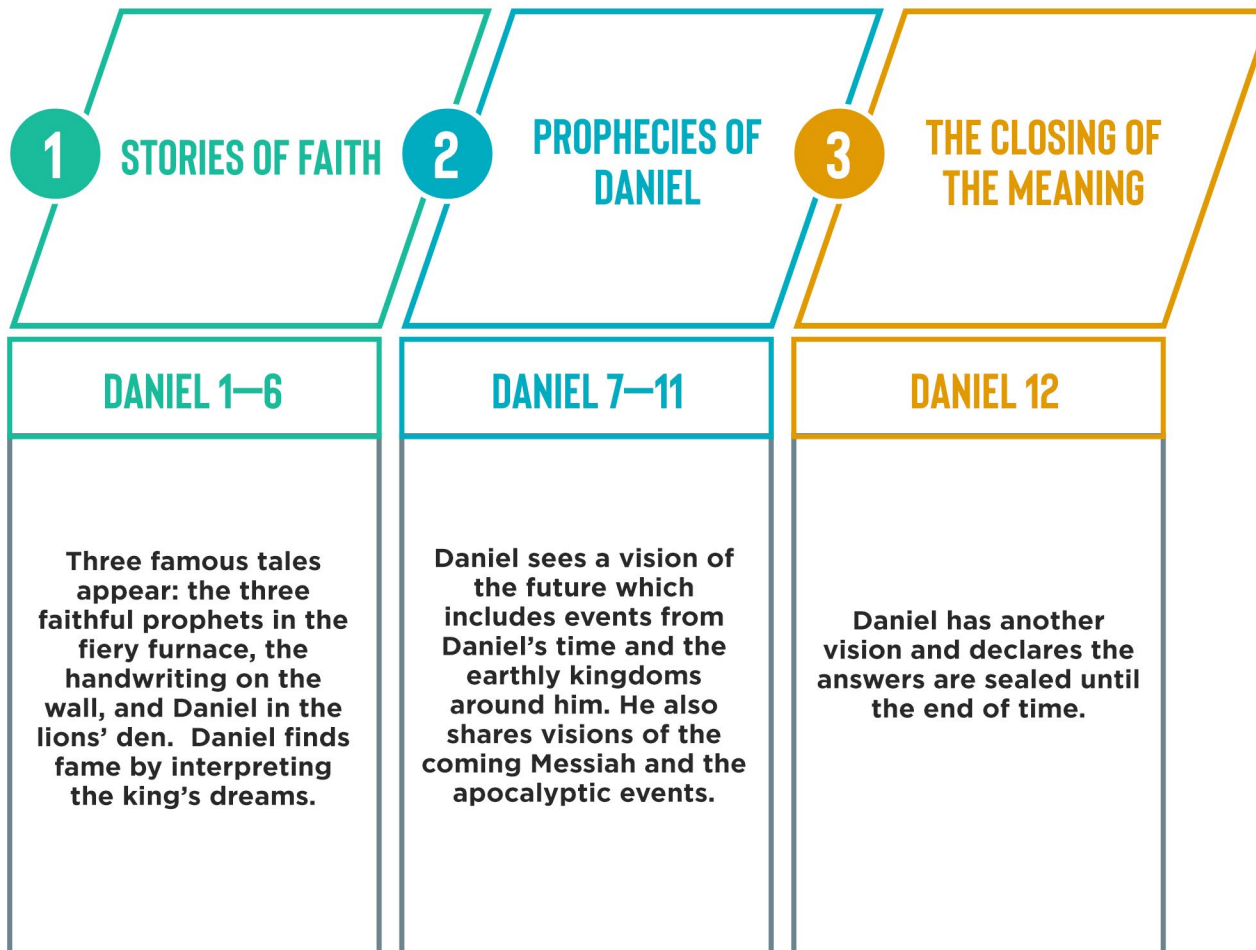 1
STORIES OF FAITH
DANIEL 1—6
Three famous tales
appear: the three
faithful prophets in the
fiery furnace, the
handwriting on the
wall, and Daniel in the
lions’ den.  Daniel finds
fame by interpreting
the king’s dreams.
2
PROPHECIES OF
DANIEL
DANIEL 7—11
Daniel sees a vision of
the future which
includes events from
Daniel’s time and the
earthly kingdoms
around him. He also
shares visions of the
coming Messiah and the
apocalyptic events.
3
THE CLOSING OF
THE MEANING
DANIEL 12
Daniel has another
vision and declares the
answers are sealed until
the end of time.